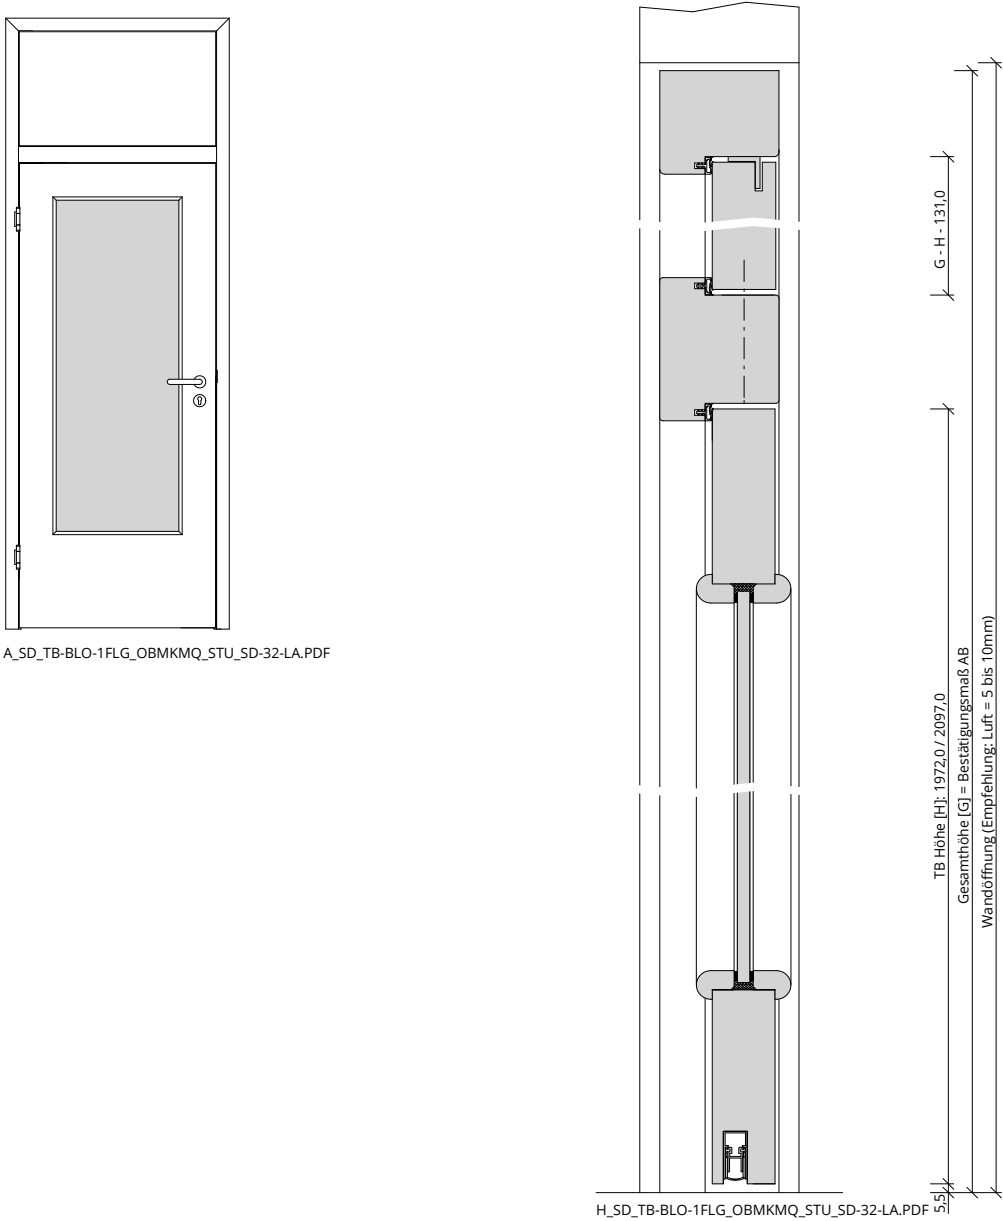 A_SD_TB-BLO-1FLG_OBMKMQ_STU_SD-32-LA.PDF
G - H - 131,0
TB Höhe [H]: 1972,0 / 2097,0
Gesamthöhe [G] = Bestätigungsmaß AB
Wandöffnung (Empfehlung: Luft = 5 bis 10mm)
5,5
H_SD_TB-BLO-1FLG_OBMKMQ_STU_SD-32-LA.PDF